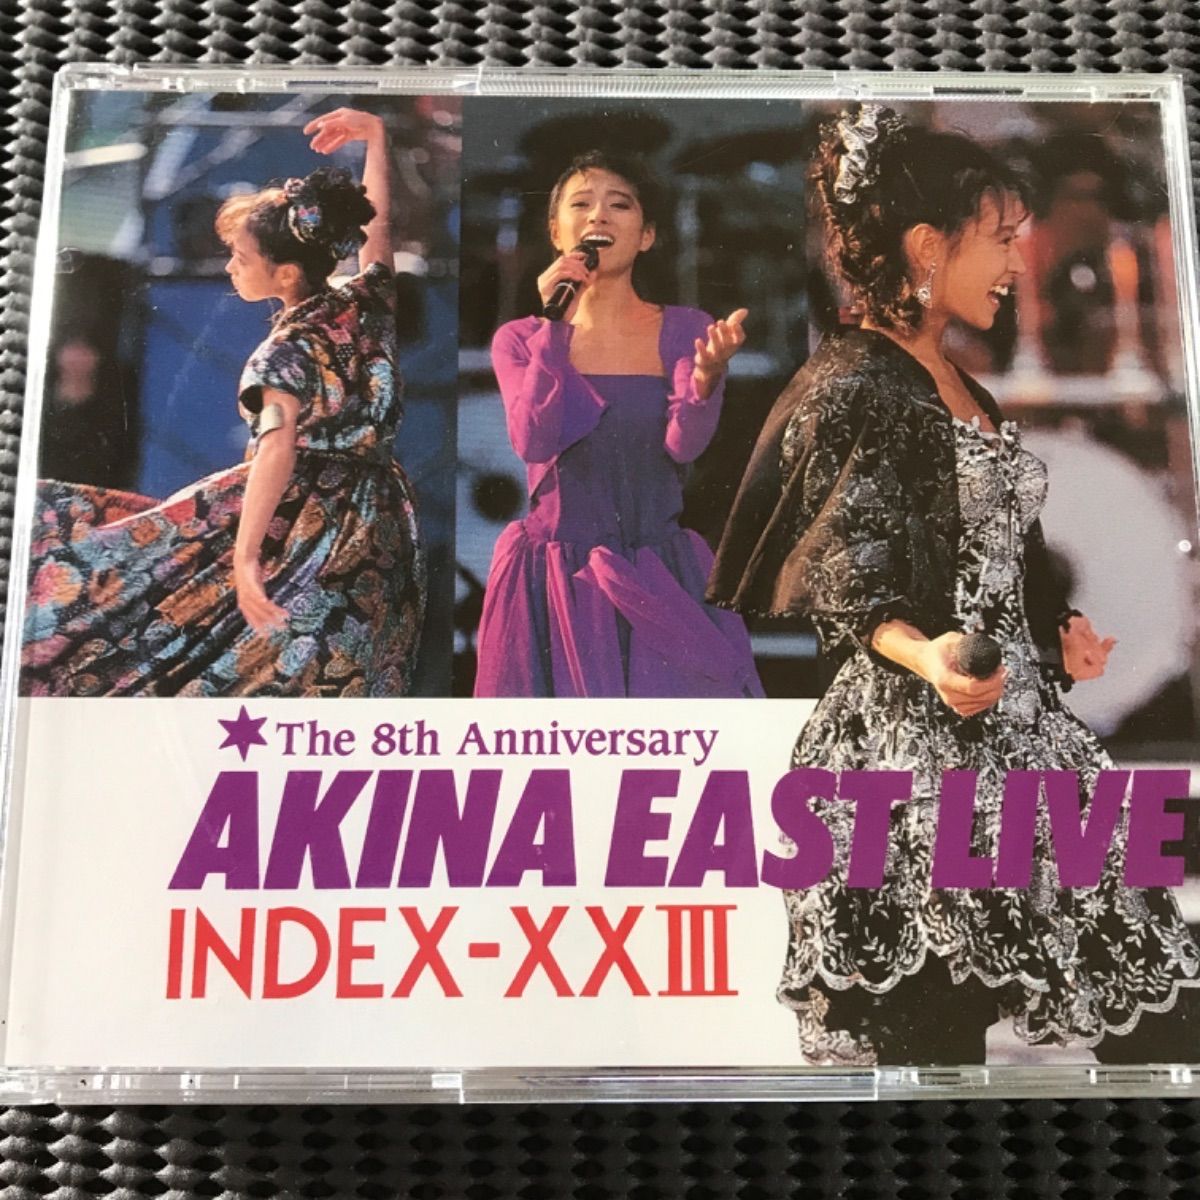 The 8th Anniversary
AKINA EAST LIVE
INDEX-XXIII